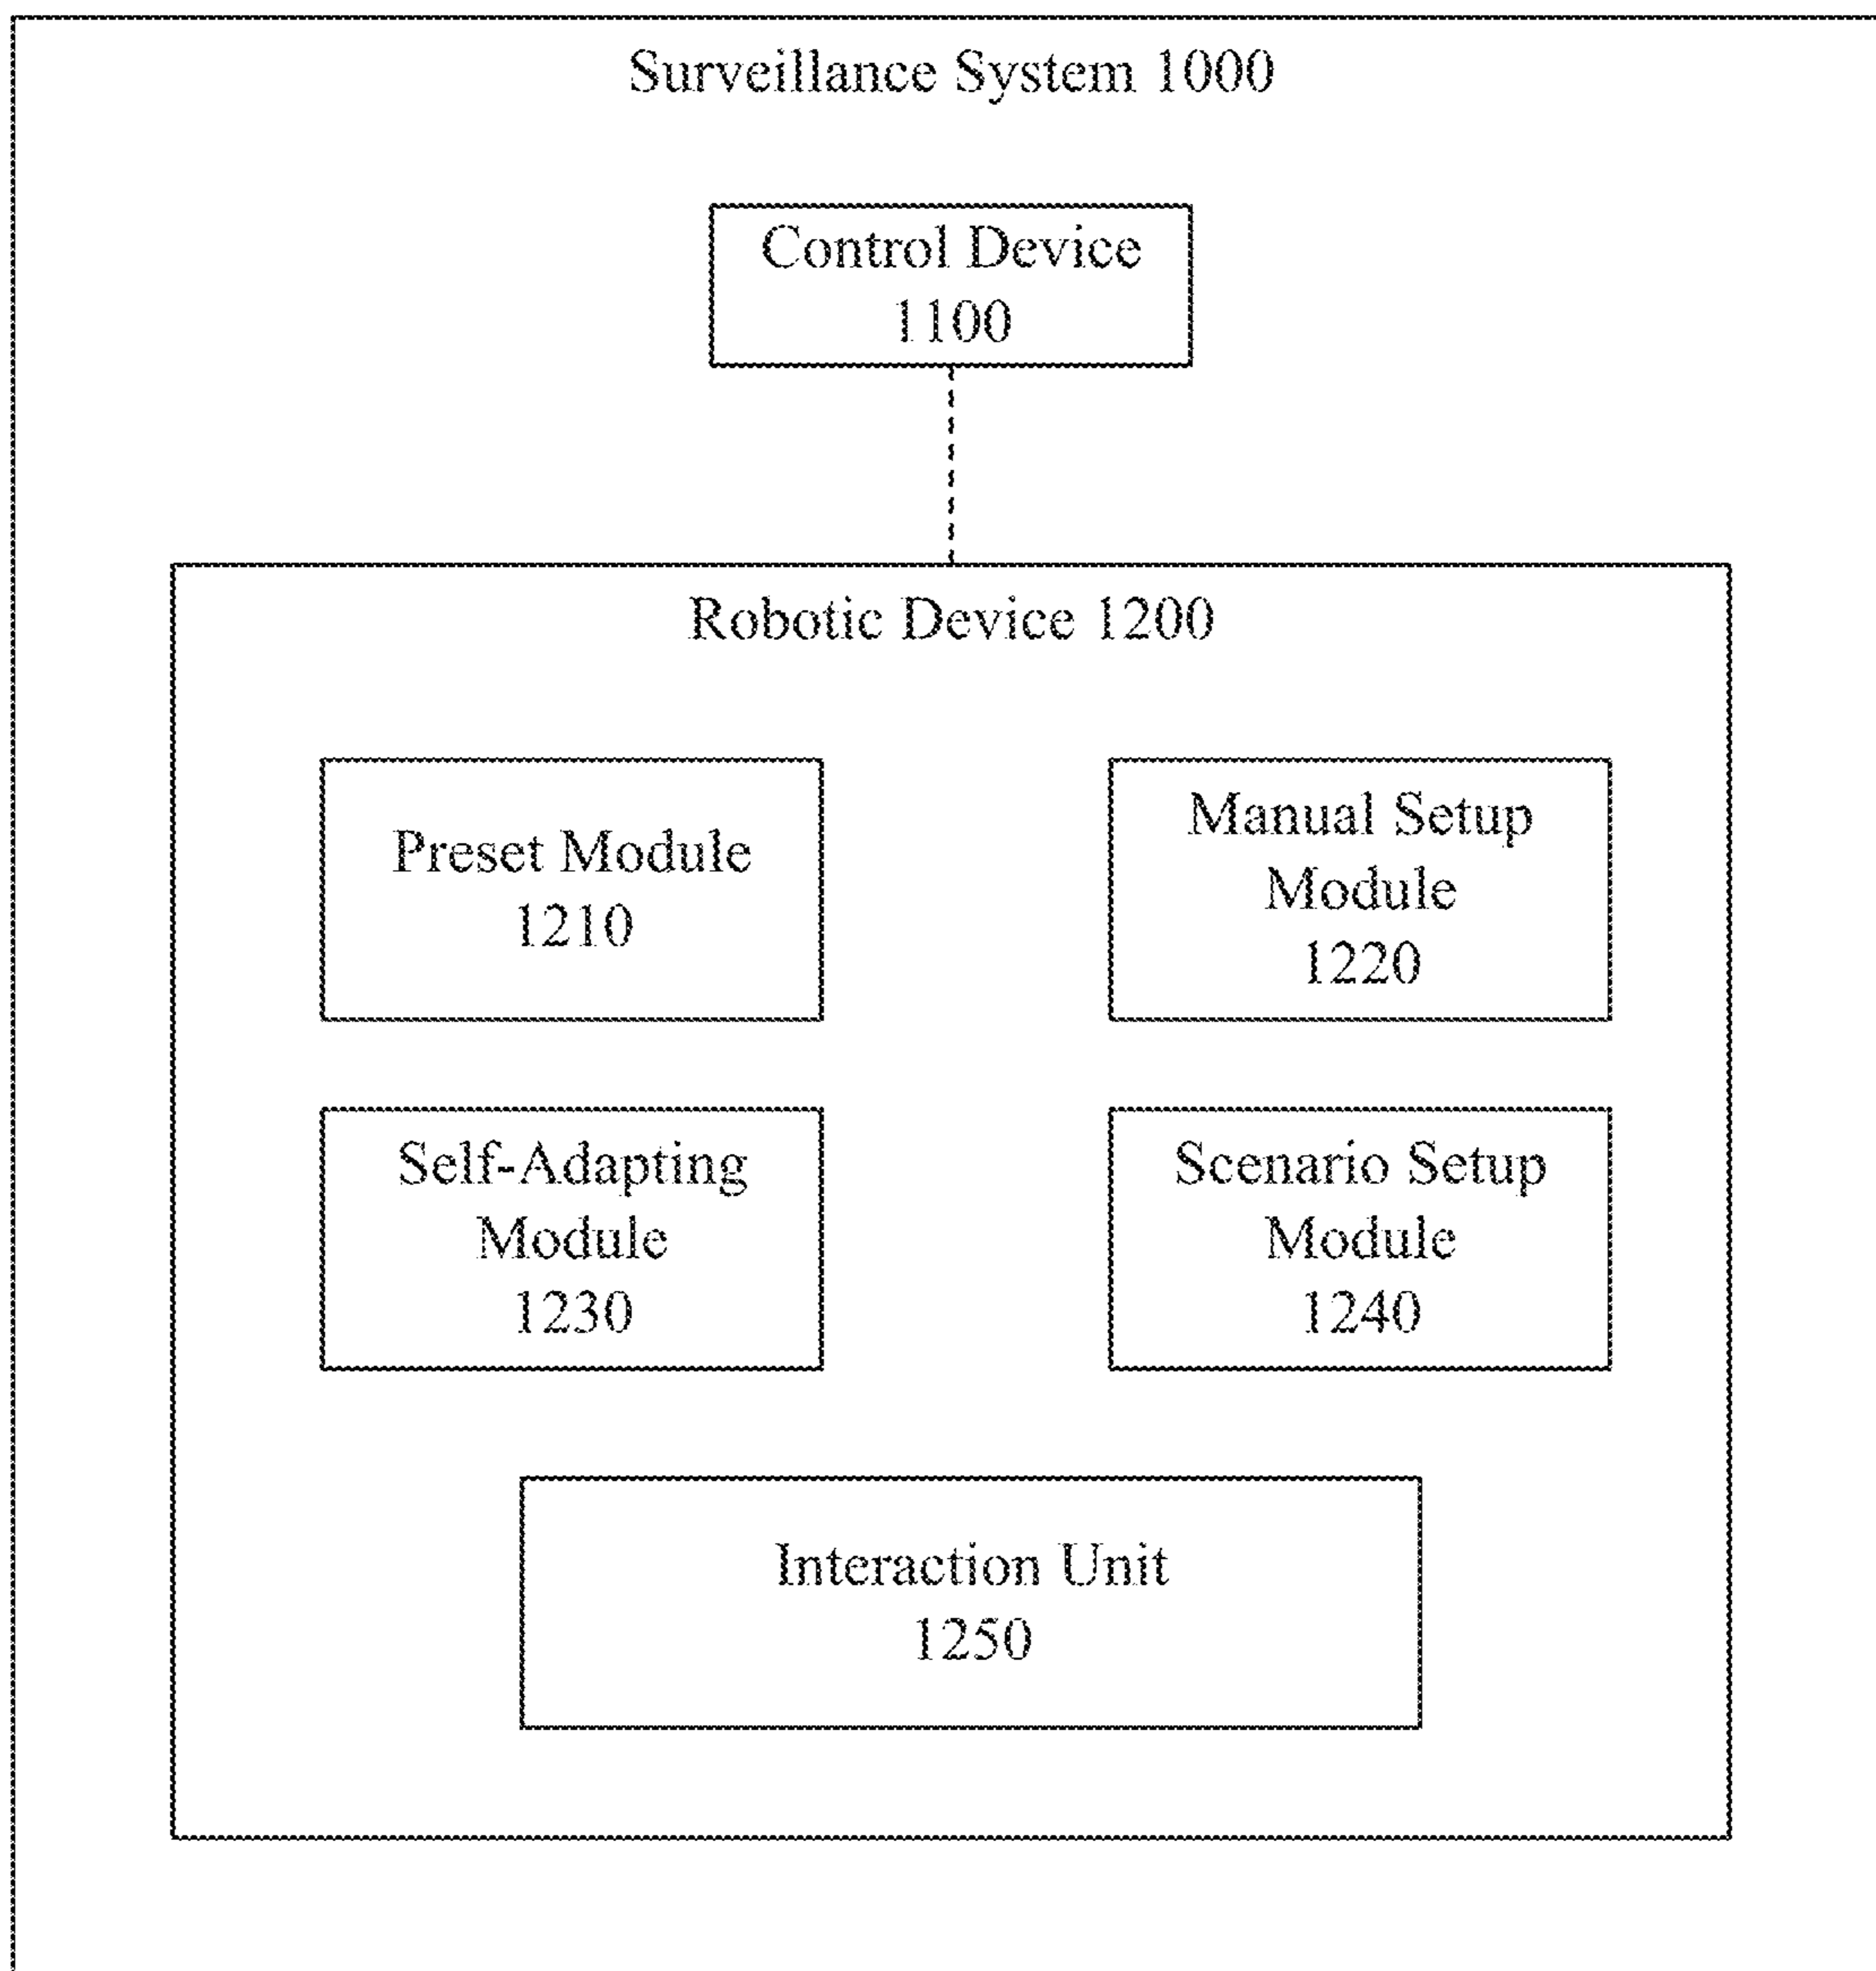 Surveillance System 1000
Control Device
1100
Robotic Device 1200
Preset Module
1210
Manual Setup
Module
1220
Self-Adapting
Module
1230
Scenario Setup
Module
1240
Interaction Unit
1250